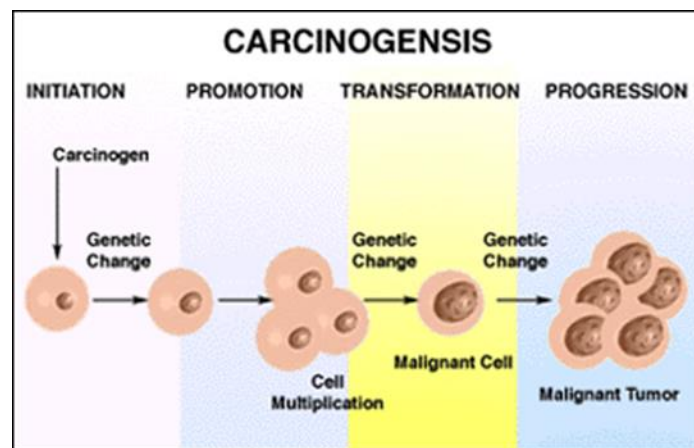 CARCINOGENSIS
INITIATION
PROMOTION
TRANSFORMATION
PROGRESSION
Carcinogen
Genetic
Change
Genetic
Change
Genetic
Change
Cell
Multiplication
Malignant Cell
Malignant Tumor